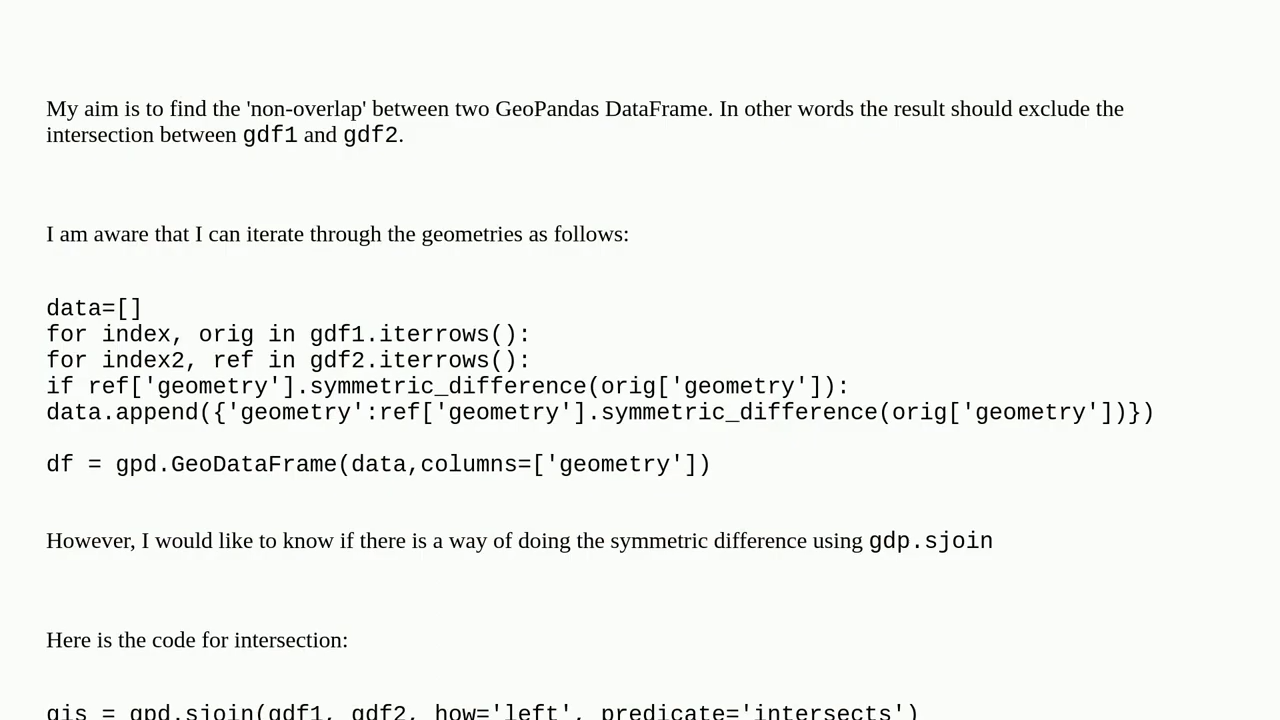 My aim is to find the 'non-overlap' between two GeoPandas DataFrame. In other words the result should exclude the
intersection between gdf1 and gdf2.
I am aware that I can iterate through the geometries as follows:
data=[]
for index, orig in gdf1.iterrows():
for index2, ref in gdf2.iterrows():
if ref['geometry'].symmetric_difference(orig['geometry']):
data.append({'geometry':ref['geometry'].symmetric_difference(orig['geometry'])})
df = gpd.GeoDataFrame(data,columns=['geometry'])
However, I would like to know if there is a way of doing the symmetric difference using gdp.sjoin
Here is the code for intersection:
gis = gpd.sjoin(gdf1, gdf2, how='left', predicate='intersects')